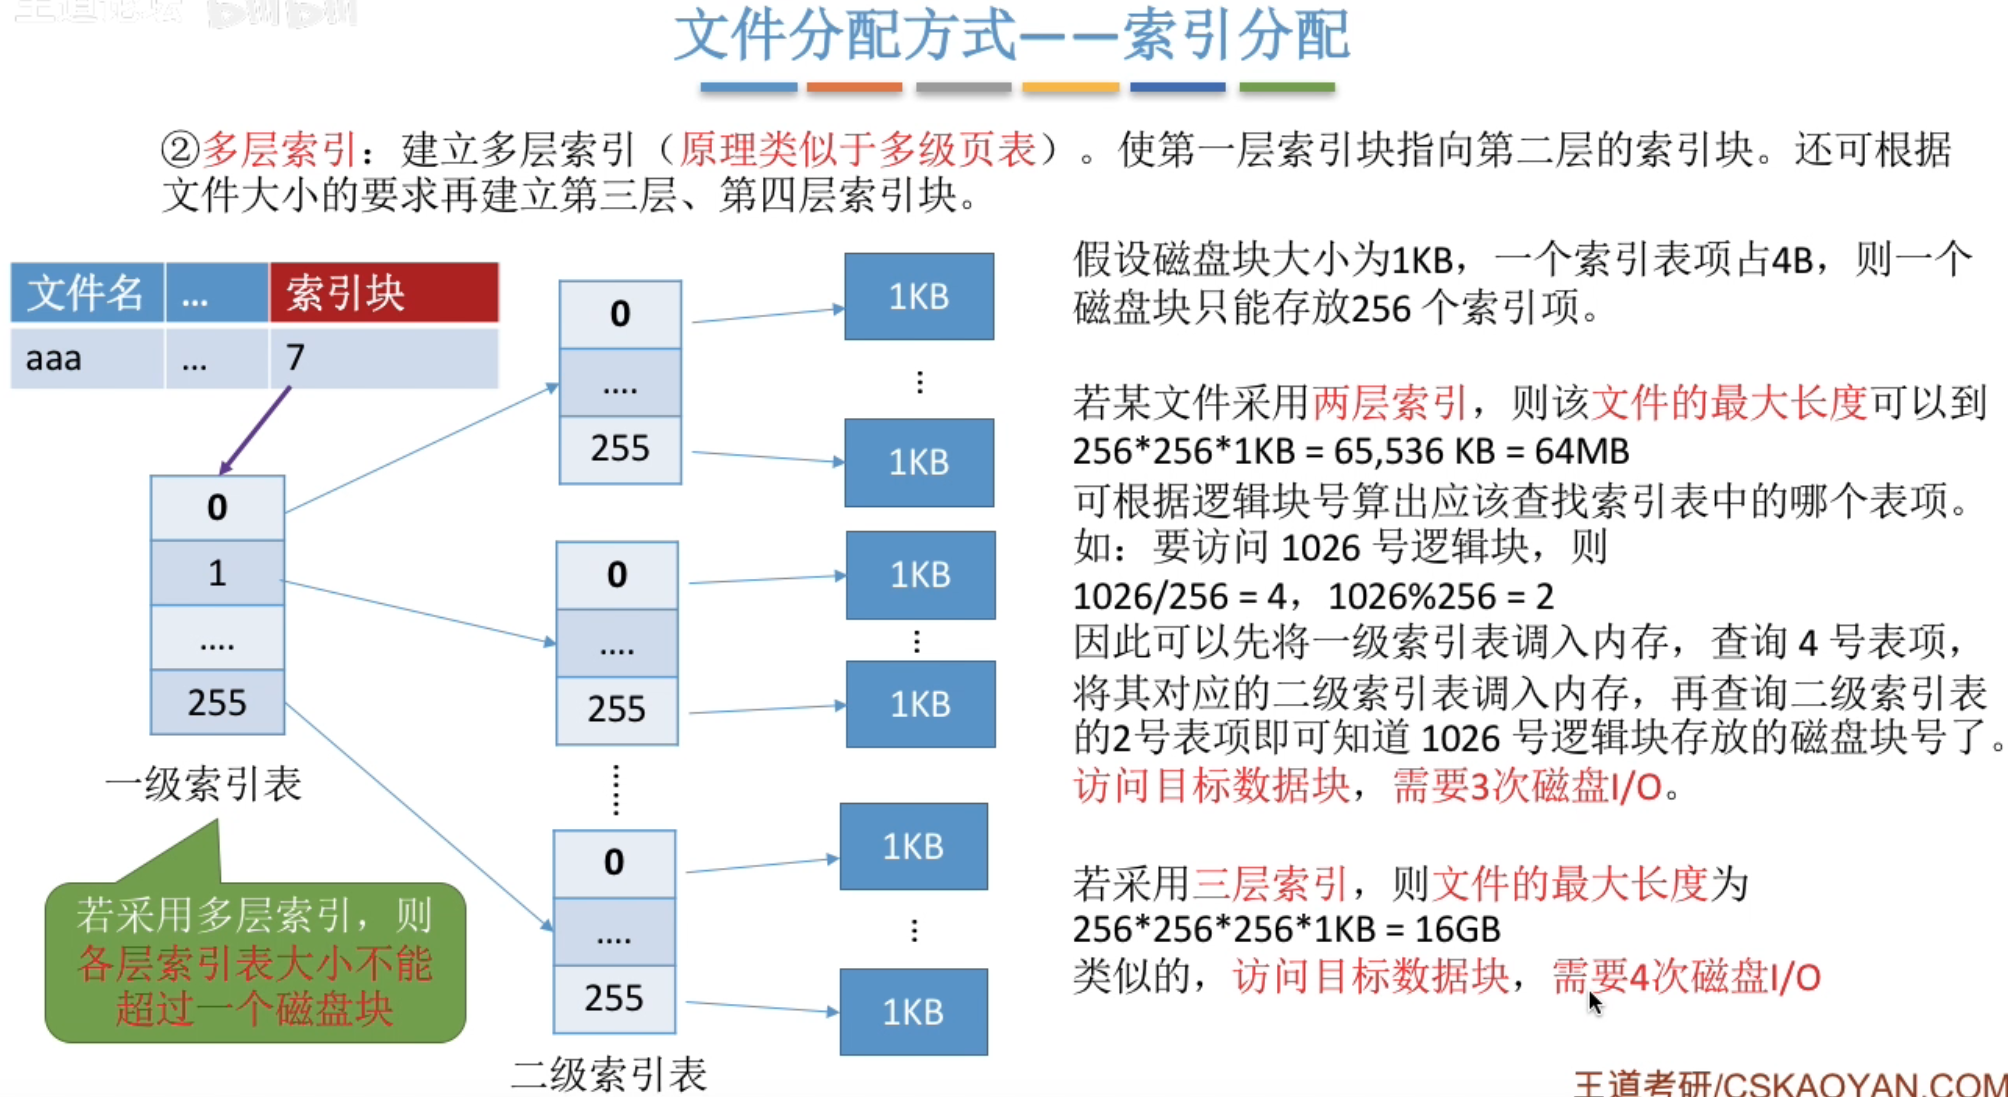 文件分配方式——索引分配
②多层索引：建立多层索引（原理类似于多级页表）。使第一层索引块指向第二层的索引块。还可根据
文件大小的要求再建立第三层、第四层索引块。
文件名 ... 索引块
aaa ... 7
0
1
....
255
一级索引表
若采用多层索引，则
各层索引表大小不能
超过一个磁盘块
0
....
255
0
....
255
0
....
255
二级索引表
1KB
1KB
1KB
1KB
1KB
1KB
假设磁盘块大小为1KB，一个索引表项占4B，则一个
磁盘块只能存放256 个索引项。
若某文件采用两层索引，则该文件的最大长度可以到
256*256*1KB = 65,536 KB = 64MB
可根据逻辑块号算出应该查找索引表中的哪个表项。
如：要访问 1026 号逻辑块，则
1026/256 = 4，1026%256 = 2
因此可以先将一级索引表调入内存，查询 4 号表项，
将其对应的二级索引表调入内存，再查询二级索引表
的2号表项即可知道 1026 号逻辑块存放的磁盘块号了。
访问目标数据块，需要3次磁盘I/O。
若采用三层索引，则文件的最大长度为
256*256*256*1KB = 16GB
类似的，访问目标数据块，需要4次磁盘I/O
王道考研/CSKAOYAN.COM